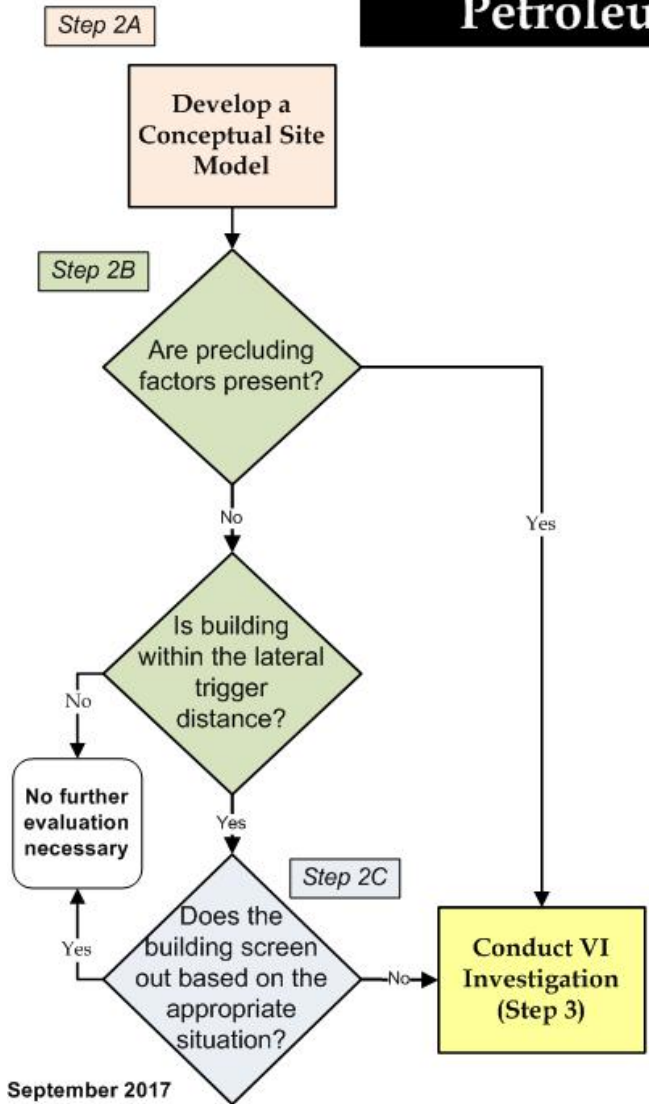 Petroleu
Step 2A
Develop a
Conceptual Site
Model
Step 2B
Are precluding
factors present?
No
Yes
Is building
within the lateral
trigger
distance?
No
No further
evaluation
necessary
Yes
Step 2C
Does the
building screen
out based on the
appropriate
situation?
Yes
No
Conduct VI
Investigation
(Step 3)
September 2017